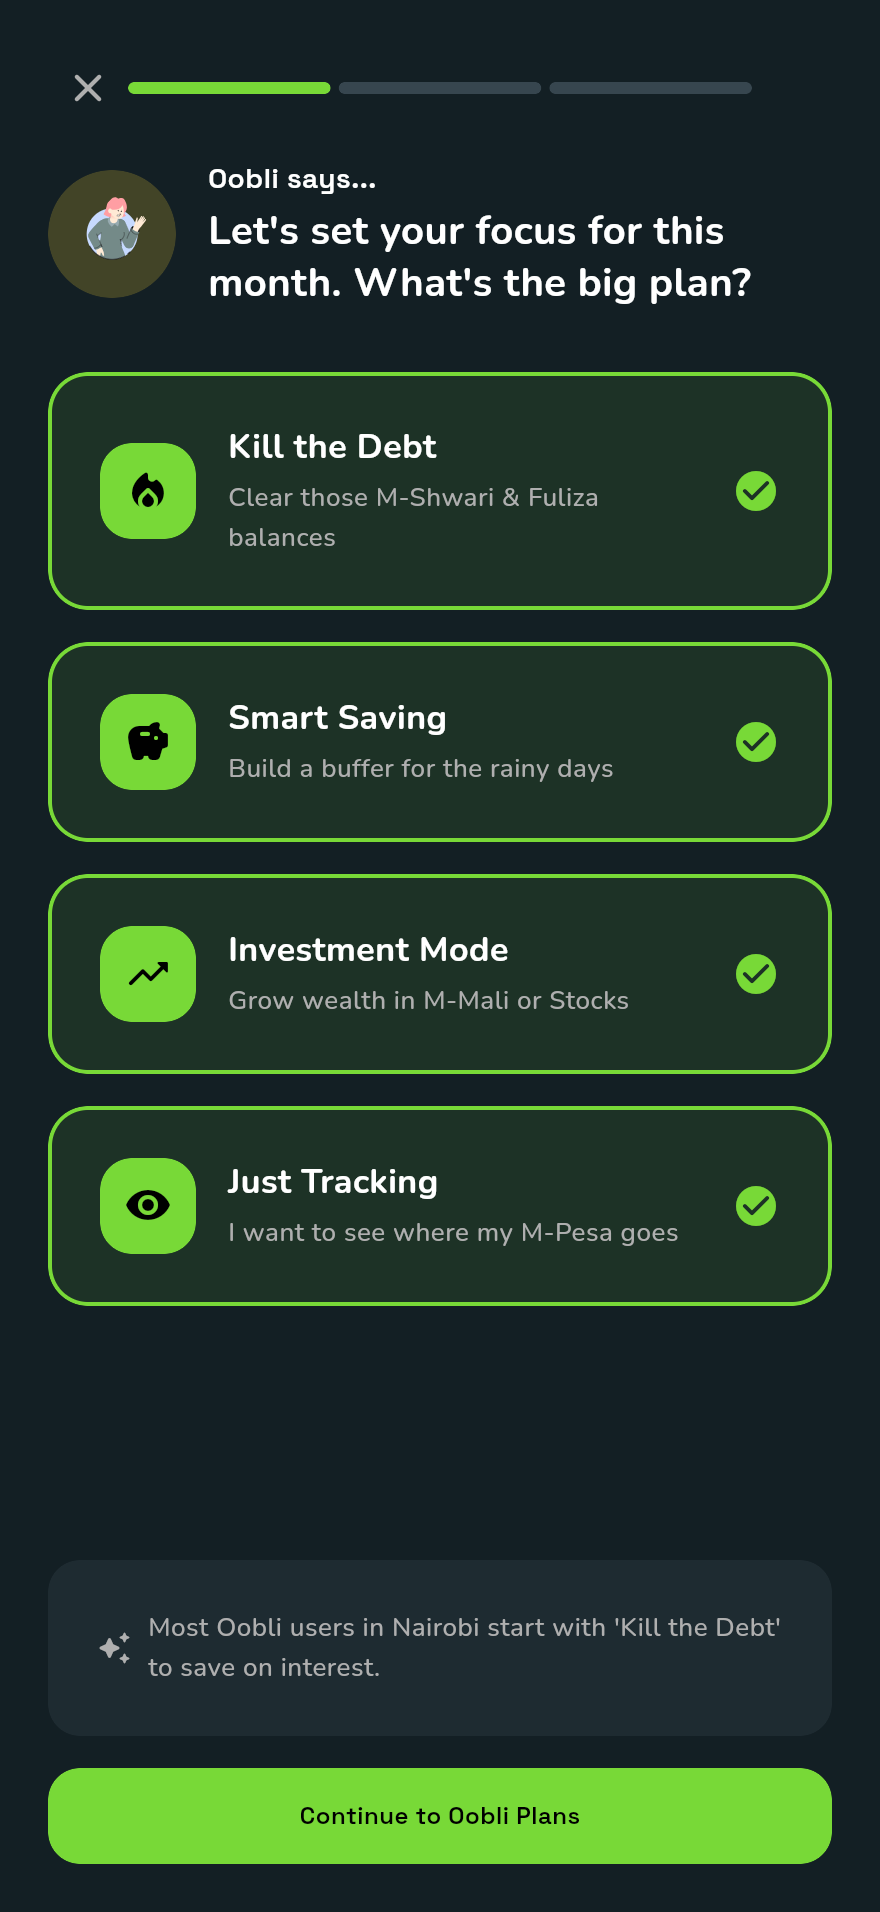 Oobli says...
Let's set your focus for this
month. What's the big plan?
Kill the Debt
Clear those M-Shwari & Fuliza
balances
Smart Saving
Build a buffer for the rainy days
Investment Mode
Grow wealth in M-Mali or Stocks
Just Tracking
I want to see where my M-Pesa goes
Most Oobli users in Nairobi start with 'Kill the Debt'
to save on interest.
Continue to Oobli Plans